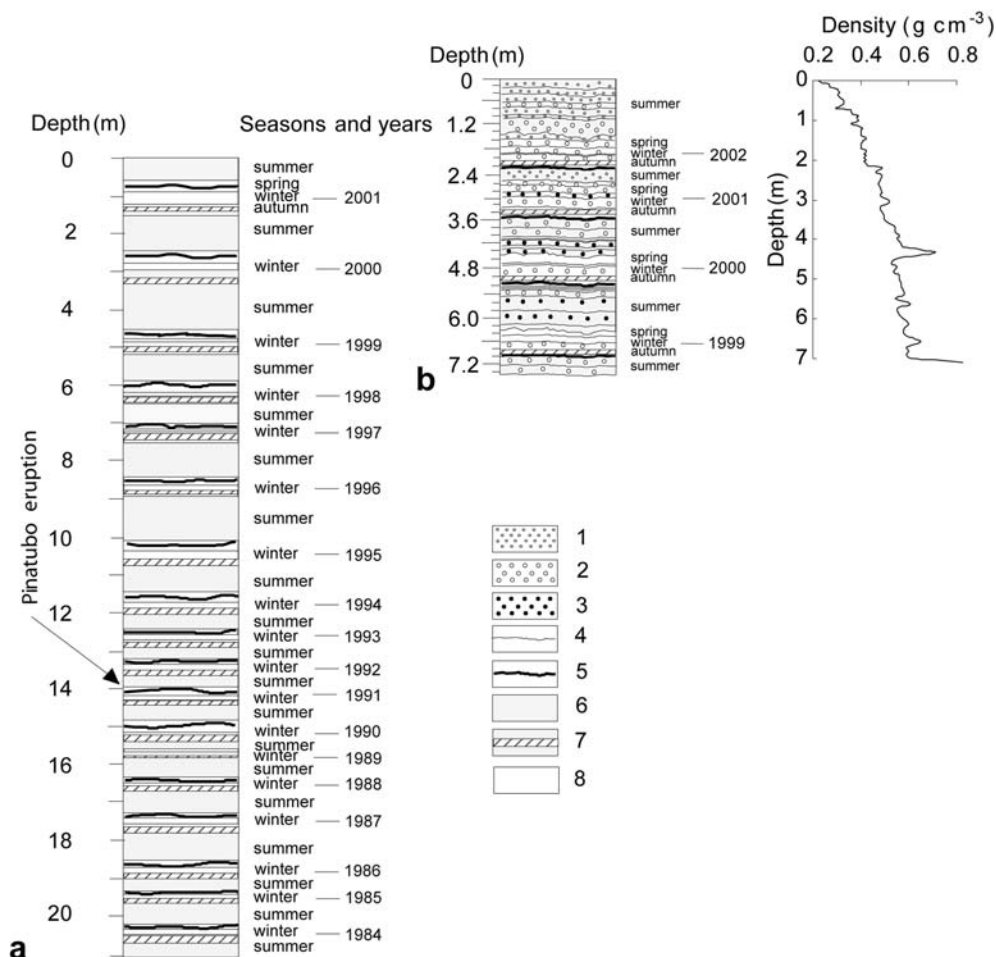 Depth (m)
Seasons and years
0
summer
spring
winter — 2001
autumn
2
summer
winter — 2000
4
summer
winter — 1999
summer
6
winter — 1998
summer
winter — 1997
8
summer
winter — 1996
10
summer
winter — 1995
summer
12
winter — 1994
summer
winter — 1993
summer
winter — 1992
14
summer
winter — 1991
summer
winter — 1990
summer
winter — 1989
16
summer
winter — 1988
summer
winter — 1987
18
summer
winter — 1986
summer
winter — 1985
20
summer
winter — 1984
summer
Pinatubo eruption
a
Depth (m)
0
summer
1.2
spring
winter — 2002
autumn
2.4
summer
spring
winter — 2001
autumn
3.6
summer
spring
4.8
winter — 2000
autumn
summer
6.0
spring
winter — 1999
autumn
7.2
summer
b
Density (g cm-3)
0.2 0.4 0.6 0.8
Depth (m)
0
1
2
3
4
5
6
7
1
2
3
4
5
6
7
8